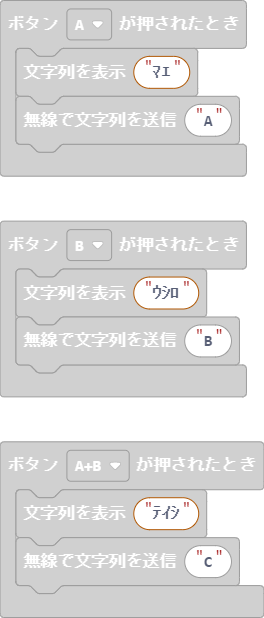 ボタン A が押されたとき
文字列を表示 "ﾏｴ"
無線で文字列を送信 "A"
ボタン B が押されたとき
文字列を表示 "ｳｼﾛ"
無線で文字列を送信 "B"
ボタン A+B が押されたとき
文字列を表示 "ﾃｲｼ"
無線で文字列を送信 "C"